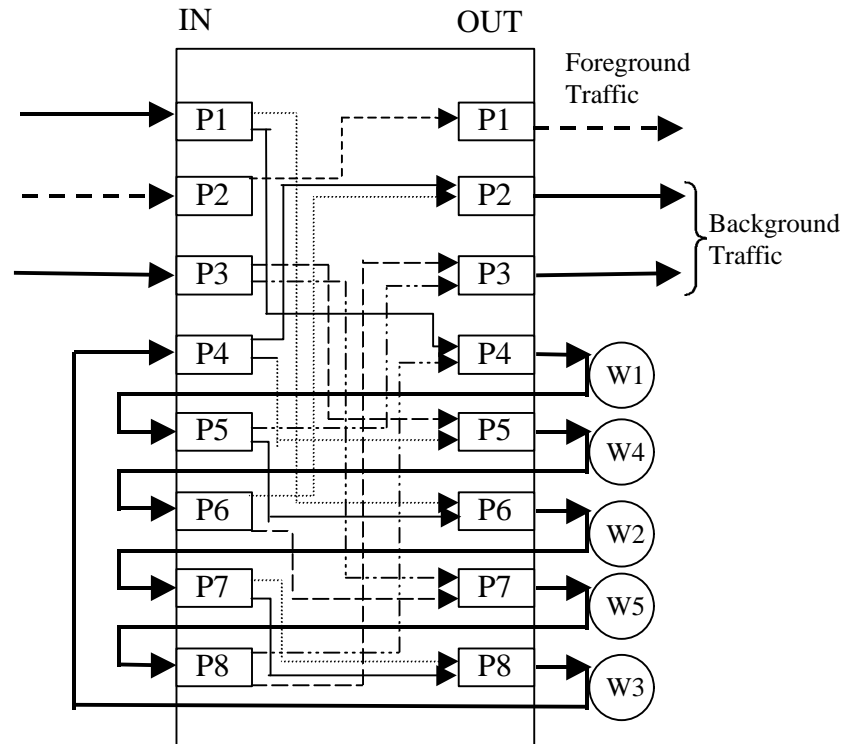 IN
OUT
Foreground
Traffic
P1
P1
P2
P2
Background
Traffic
P3
P3
P4
P4
W1
P5
P5
W4
P6
P6
W2
P7
P7
W5
P8
P8
W3